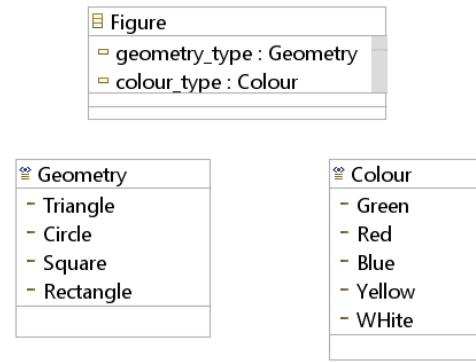 Figure
geometry_type : Geometry
colour_type : Colour
Geometry
Triangle
Circle
Square
Rectangle
Colour
Green
Red
Blue
Yellow
WHite